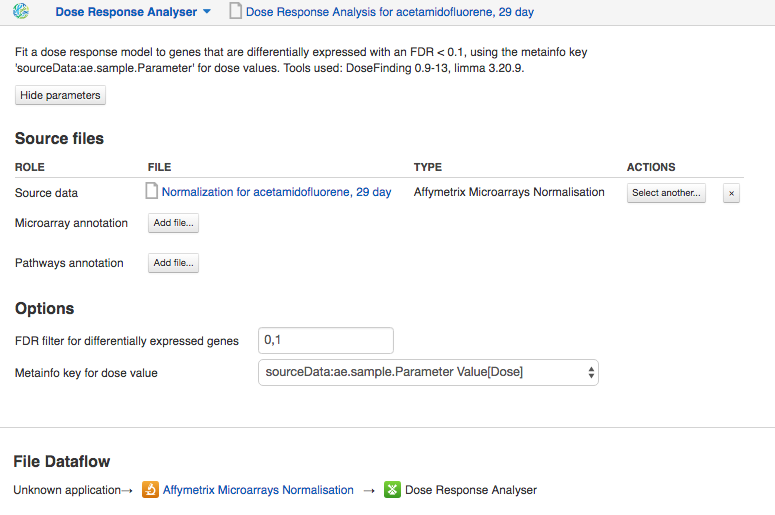 Dose Response Analyser Dose Response Analysis for acetamidofluorene, 29 day
Fit a dose response model to genes that are differentially expressed with an FDR < 0.1, using the metainfo key
'sourceData:ae.sample.Parameter' for dose values. Tools used: DoseFinding 0.9-13, limma 3.20.9.
Hide parameters
Source files
ROLE FILE TYPE ACTIONS
Source data Normalization for acetamidofluorene, 29 day Affymetrix Microarrays Normalisation Select another... ×
Microarray annotation Add file...
Pathways annotation Add file...
Options
FDR filter for differentially expressed genes 0,1
Metainfo key for dose value sourceData:ae.sample.Parameter Value[Dose]
File Dataflow
Unknown application→ Affymetrix Microarrays Normalisation → Dose Response Analyser